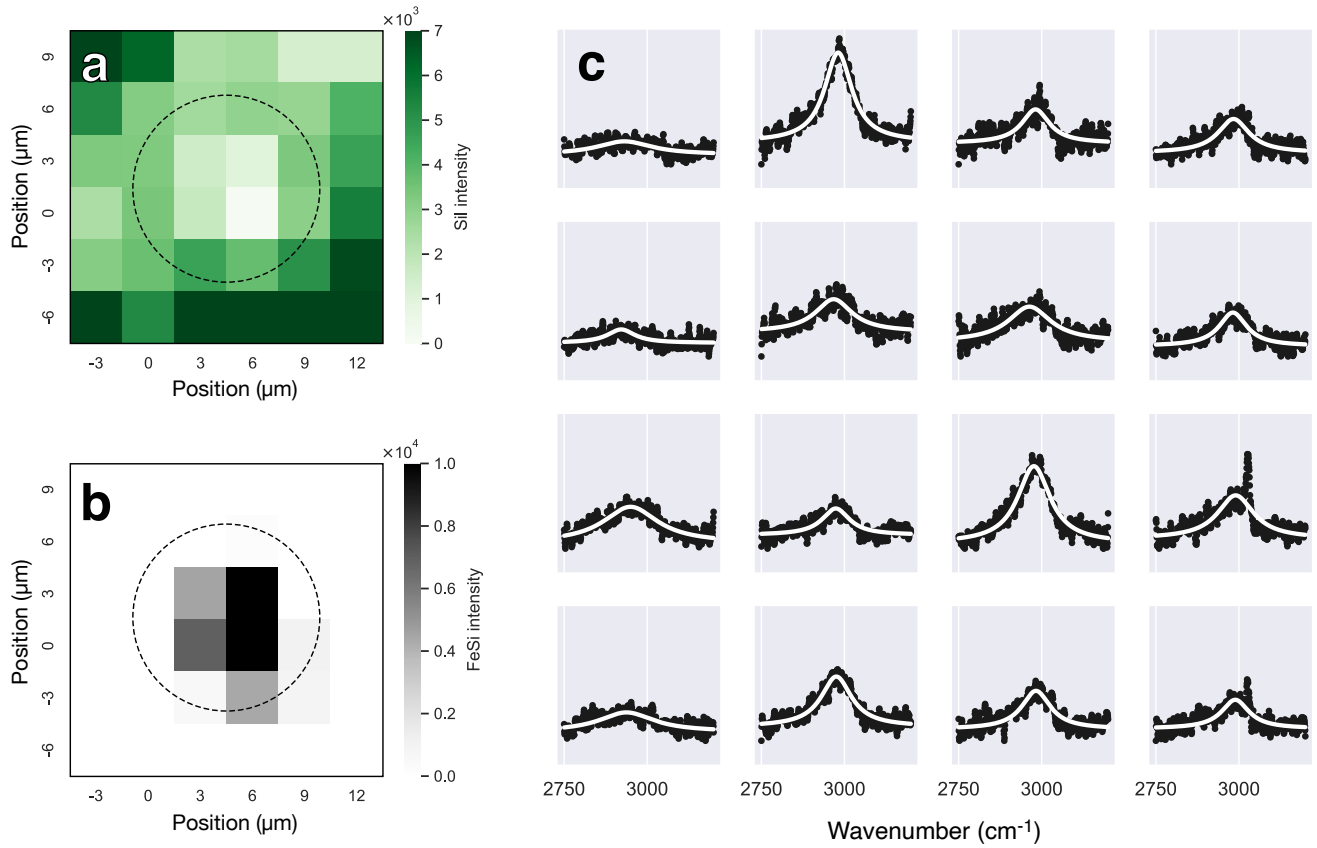 a
×10³
7
6
5
4
3
2
1
0
SiI intensity
9
6
3
0
-3
-6
Position (µm)
-3 0 3 6 9 12
Position (µm)
b
×10⁴
1.0
0.8
0.6
0.4
0.2
0.0
FeSi intensity
9
6
3
0
-3
-6
Position (µm)
-3 0 3 6 9 12
Position (µm)
c
2750 3000 2750 3000 2750 3000 2750 3000
Wavenumber (cm⁻¹)